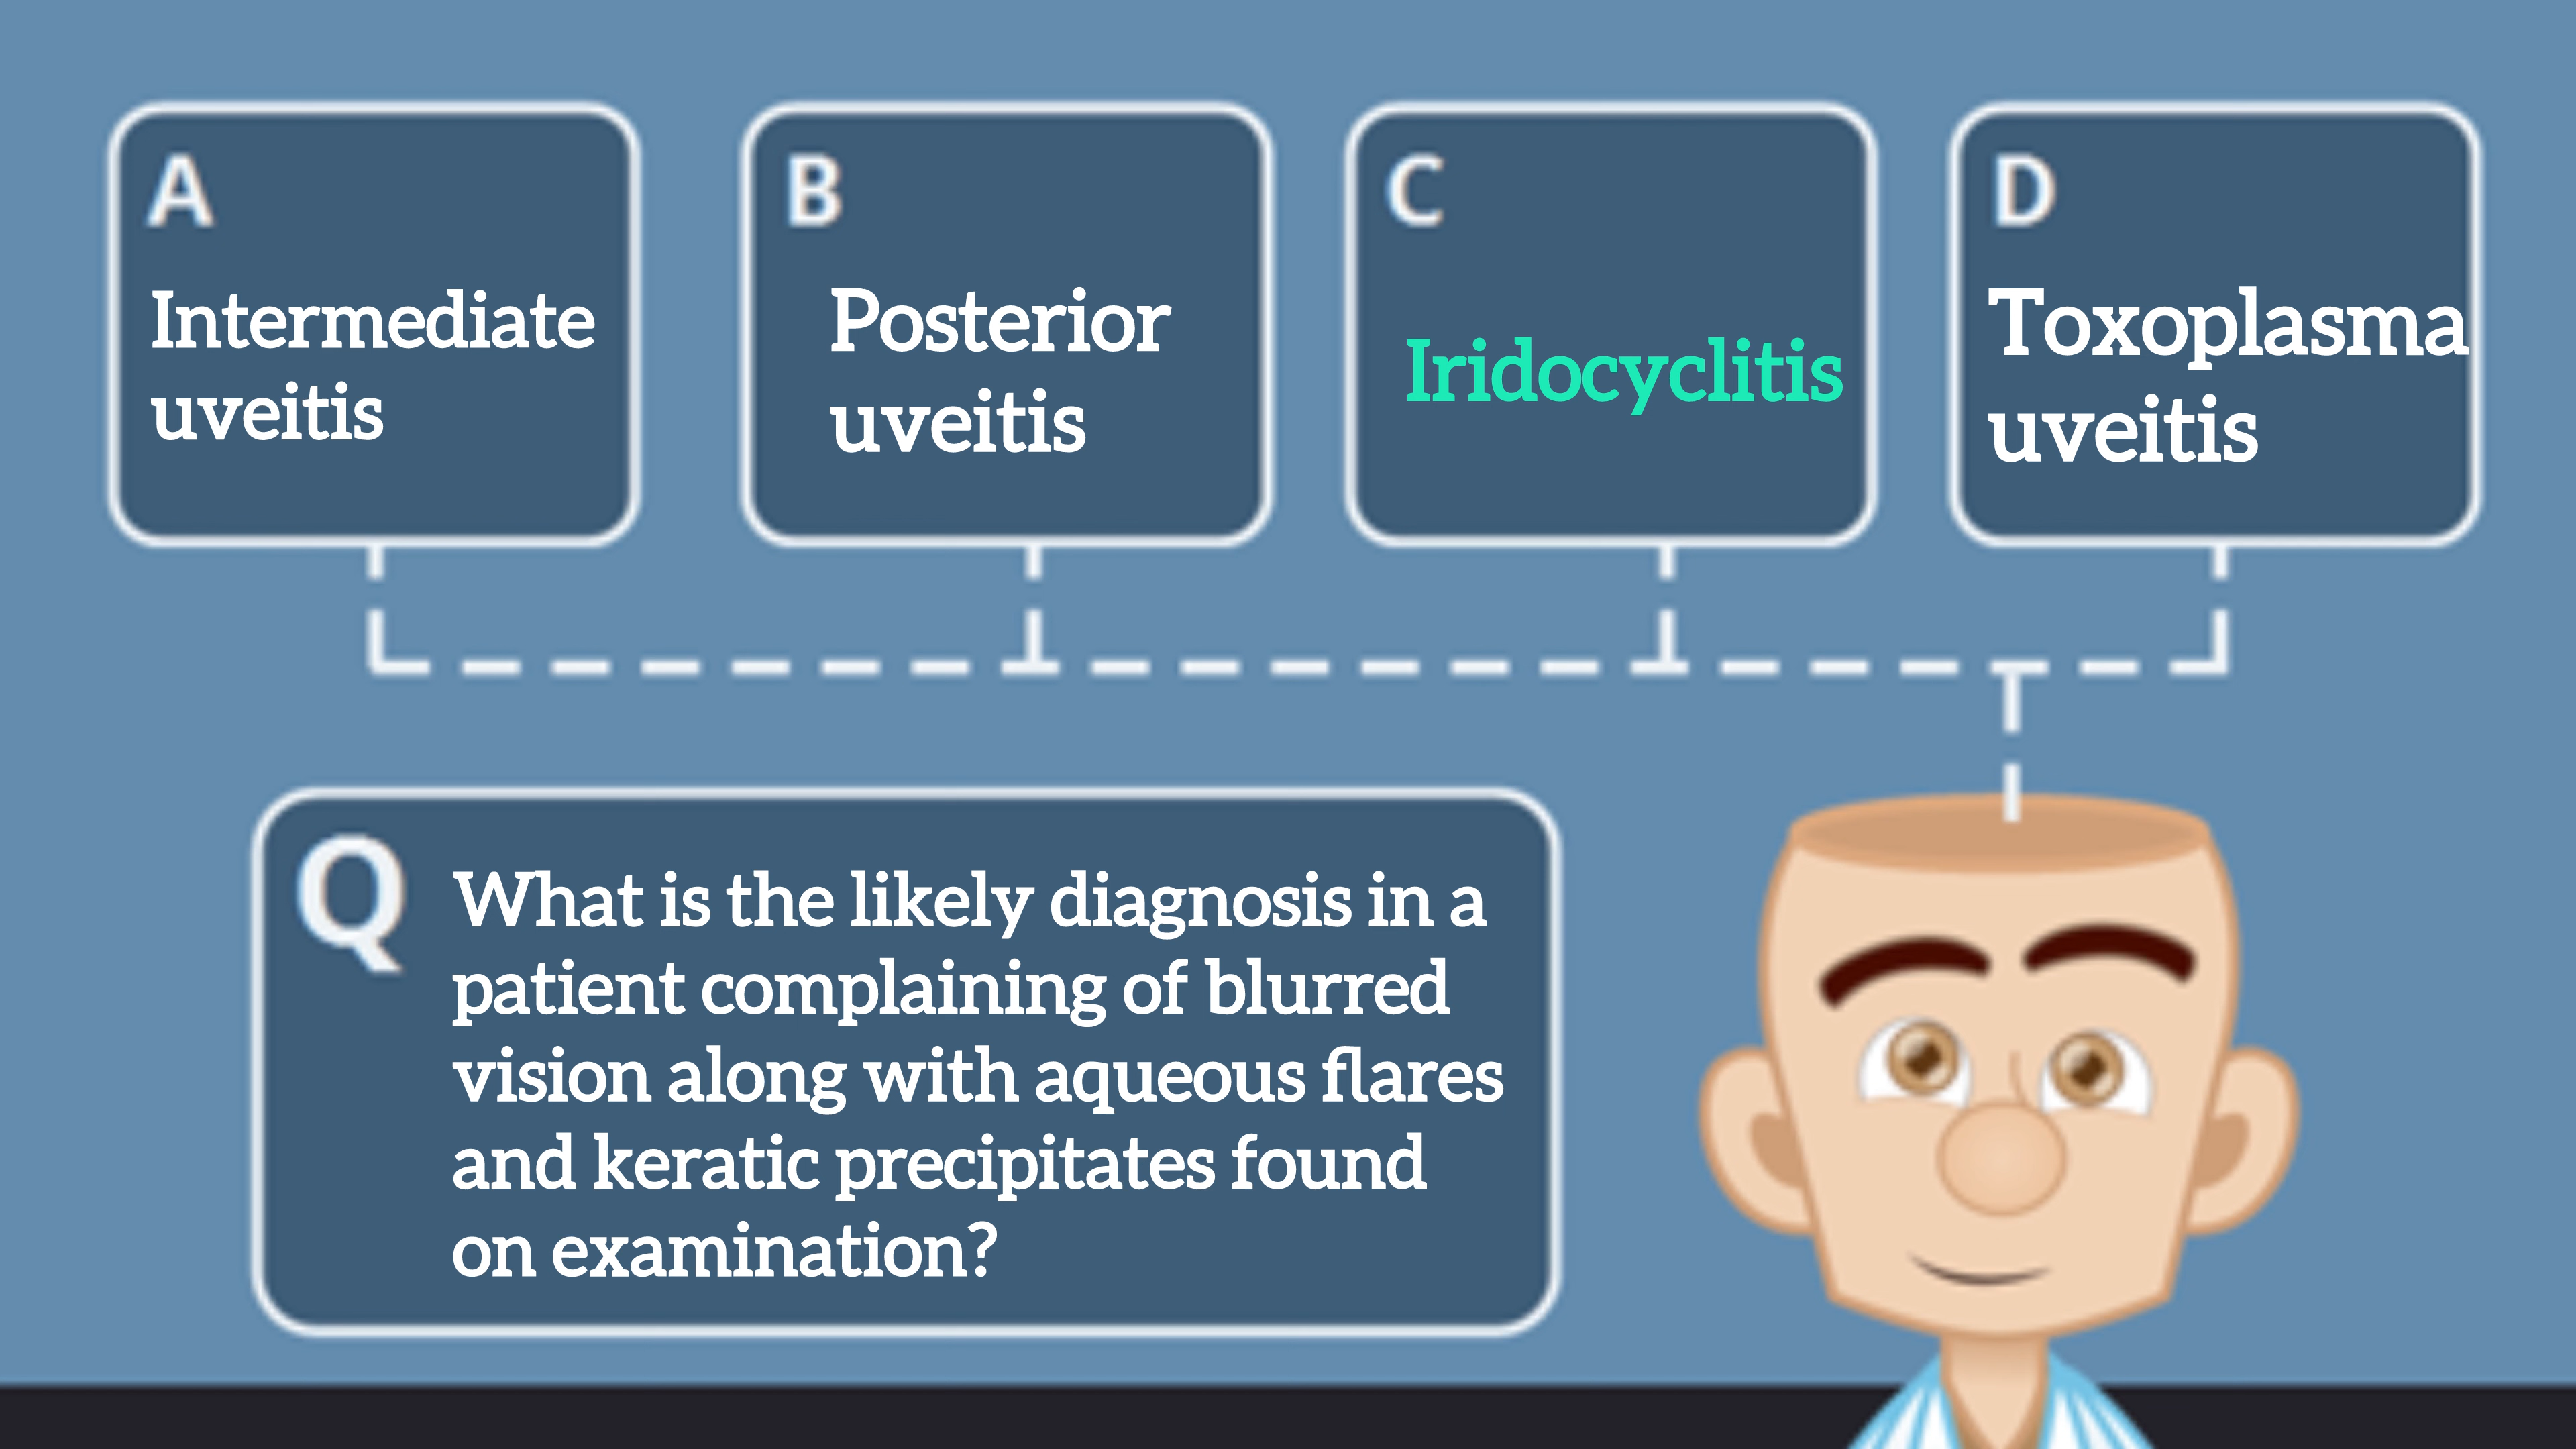 A
Intermediate
uveitis
B
Posterior
uveitis
C
Iridocyclitis
D
Toxoplasma
uveitis
Q
What is the likely diagnosis in a
patient complaining of blurred
vision along with aqueous flares
and keratic precipitates found
on examination?